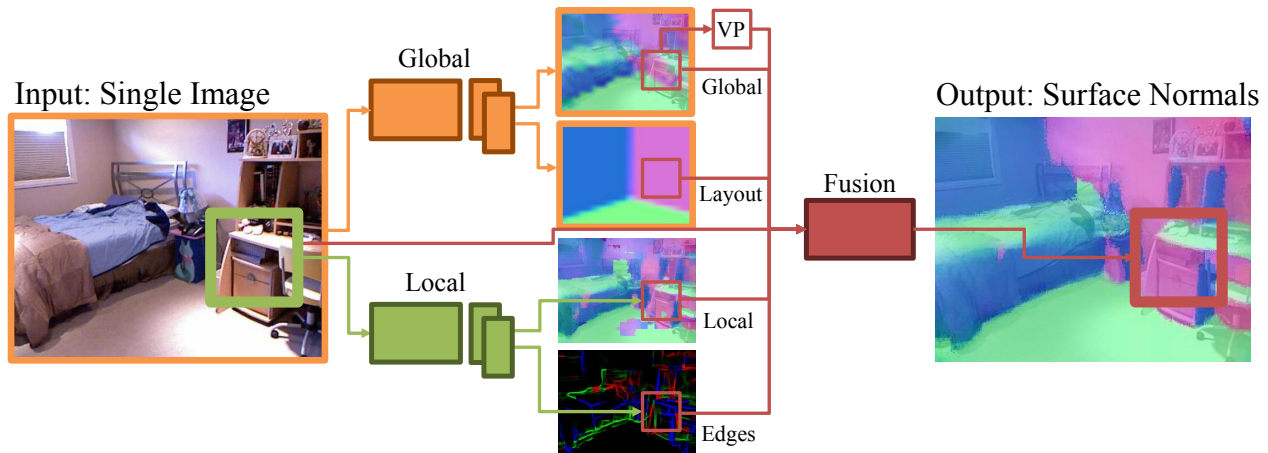 Input: Single Image
Global
VP
Global
Layout
Local
Local
Edges
Fusion
Output: Surface Normals